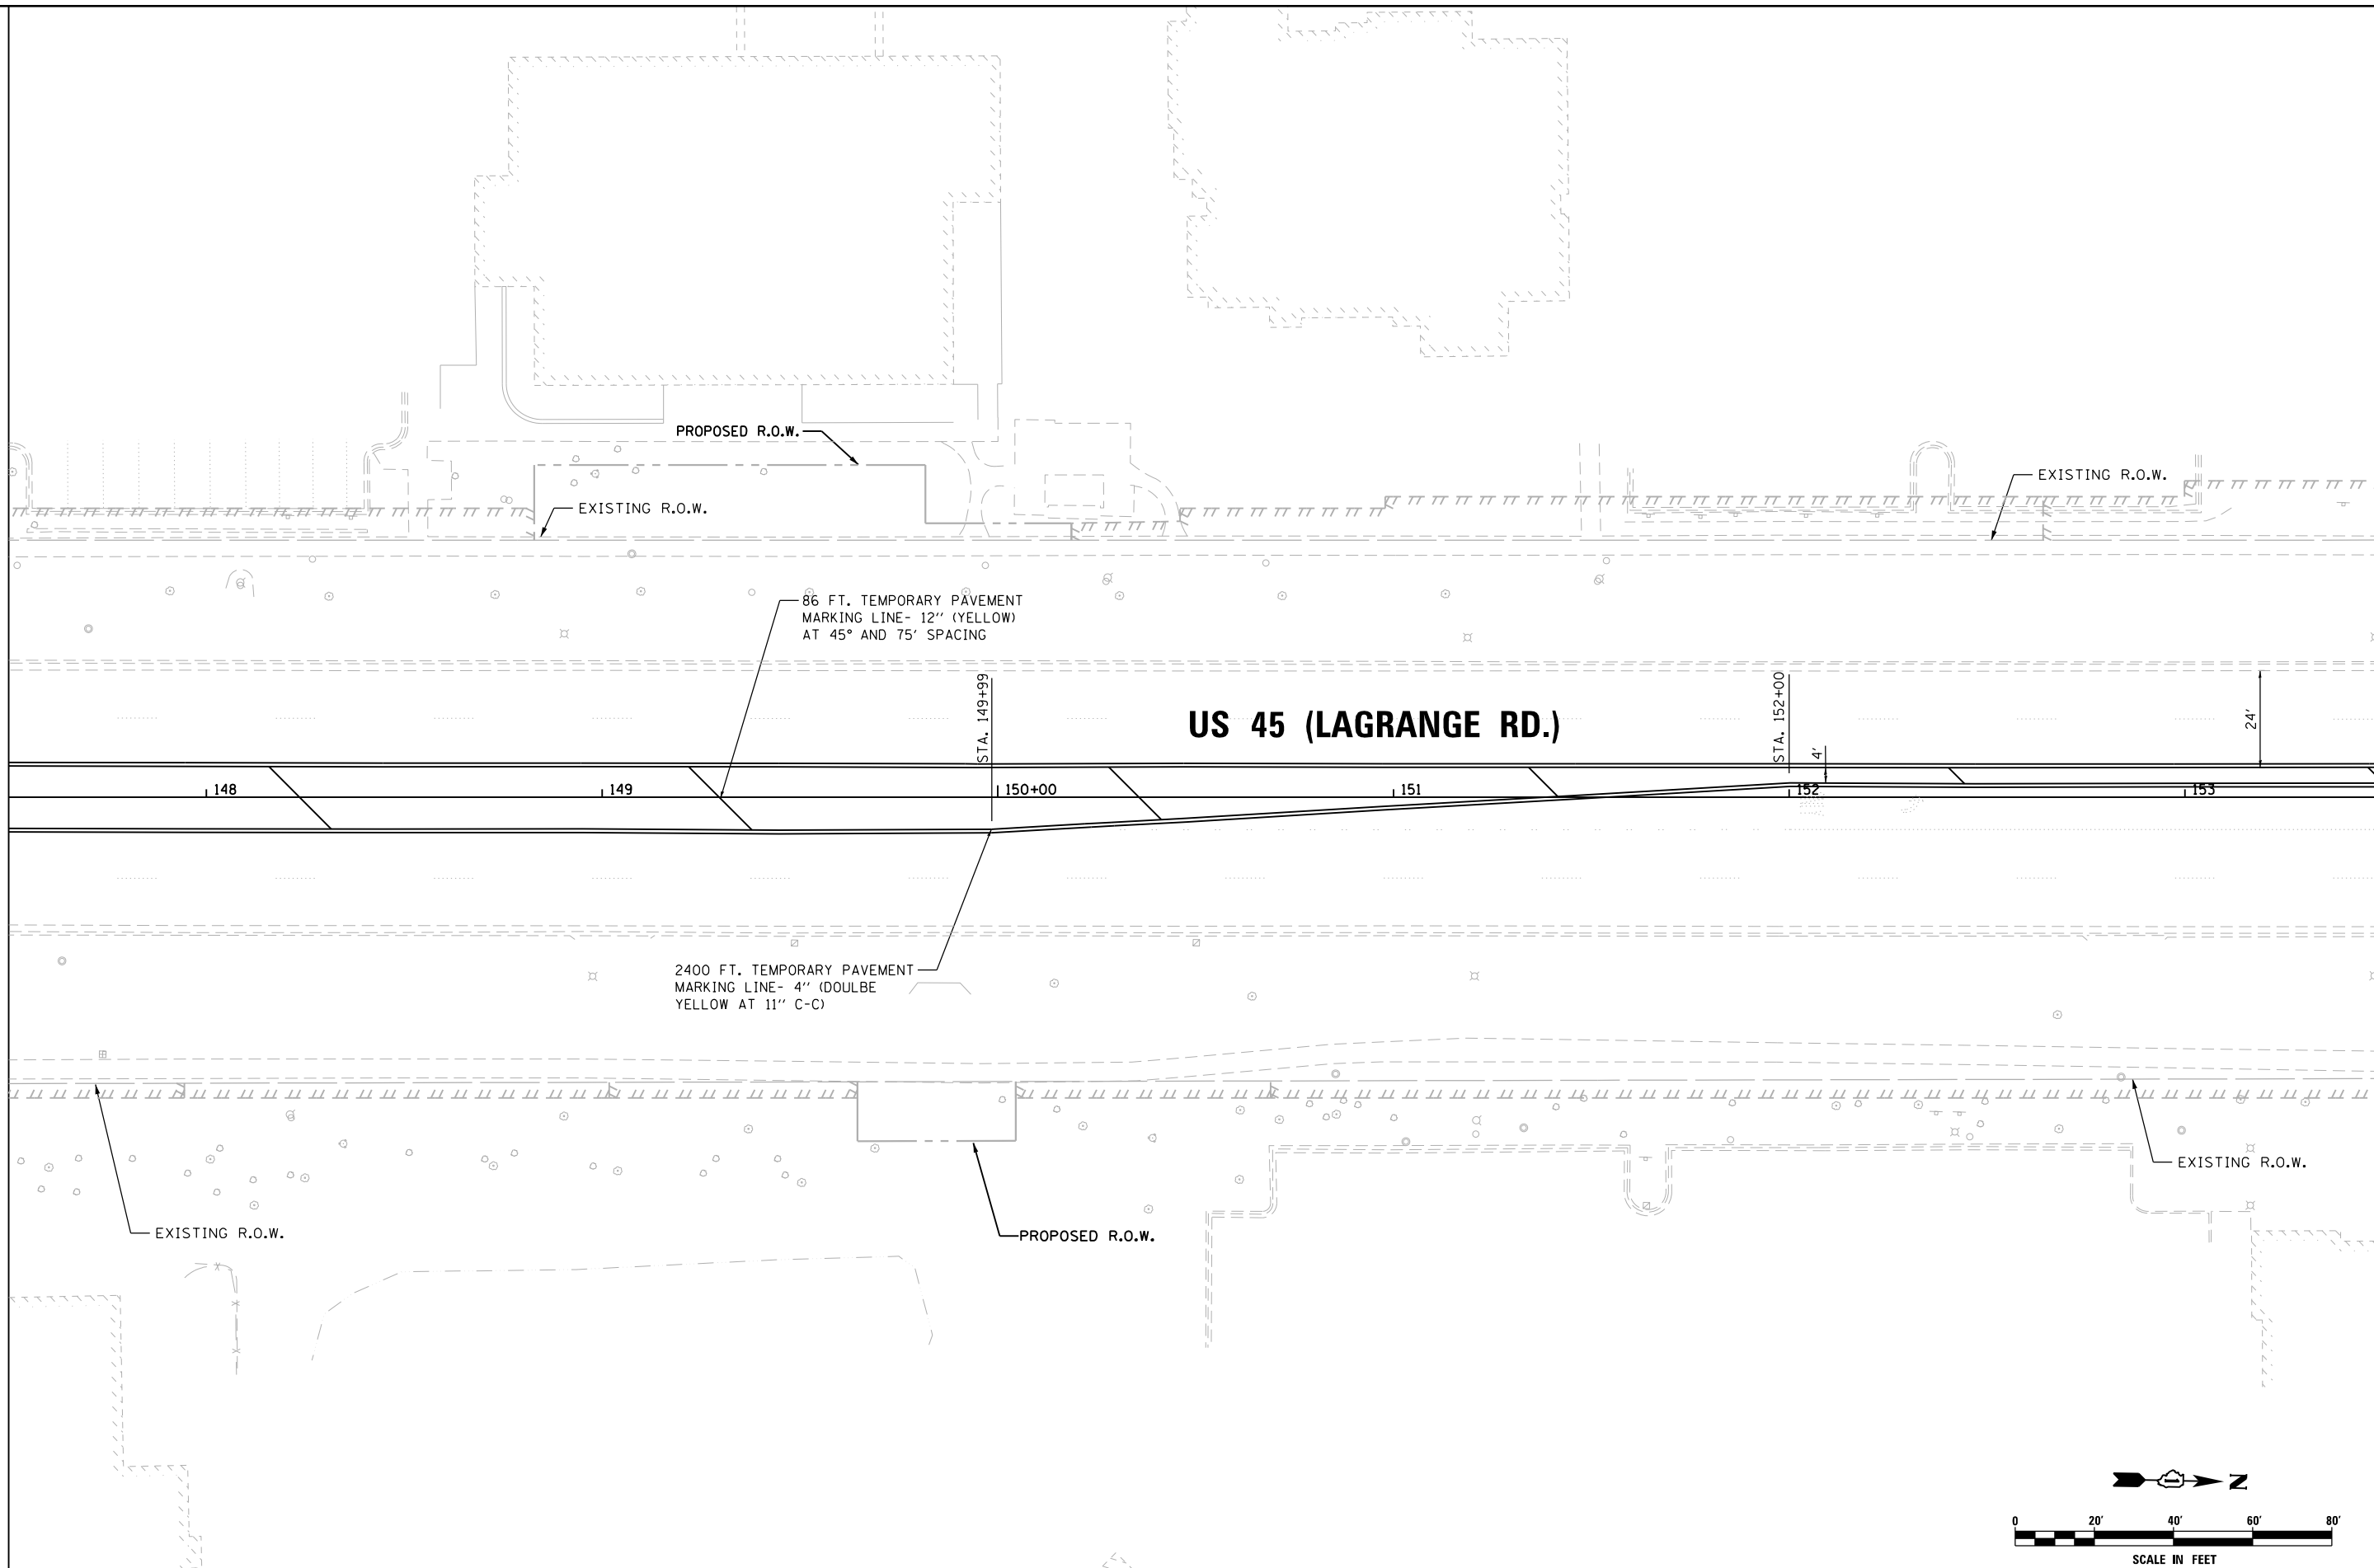 PROPOSED R.O.W.
EXISTING R.O.W.
EXISTING R.O.W.
86 FT. TEMPORARY PAVEMENT
MARKING LINE- 12" (YELLOW)
AT 45° AND 75' SPACING
STA. 149+99
US 45 (LAGRANGE RD.)
STA. 152+00
4'
24'
148
149
150+00
151
152
153
2400 FT. TEMPORARY PAVEMENT
MARKING LINE- 4" (DOULBE
YELLOW AT 11" C-C)
EXISTING R.O.W.
EXISTING R.O.W.
PROPOSED R.O.W.
N
0 20' 40' 60' 80'
SCALE IN FEET